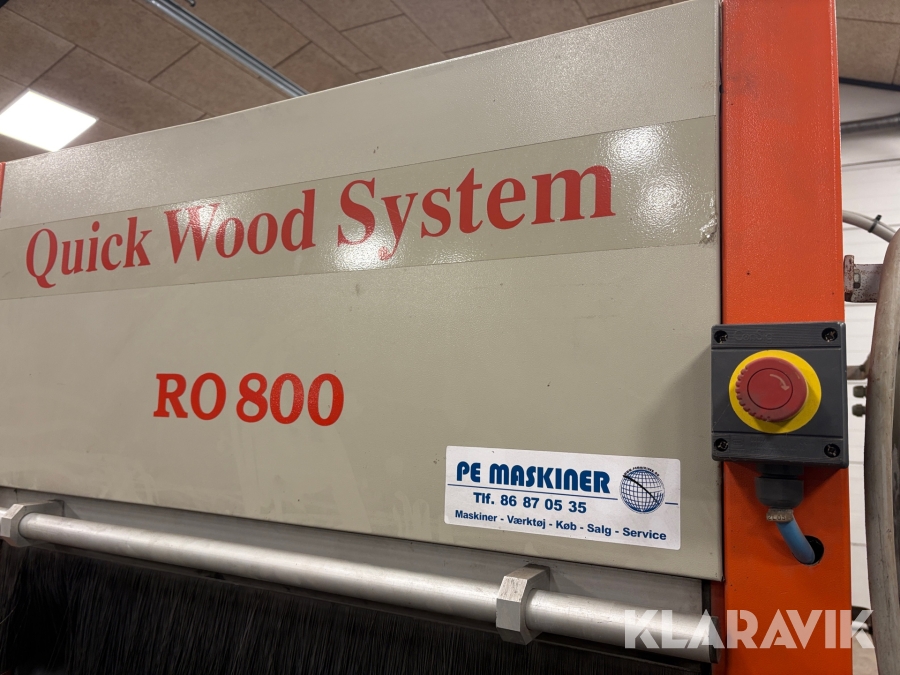 Quick Wood System
RO 800
PE MASKINER
Tlf. 86 87 05 35
Maskiner - Værktøj - Køb - Salg - Service
KLARAVIK